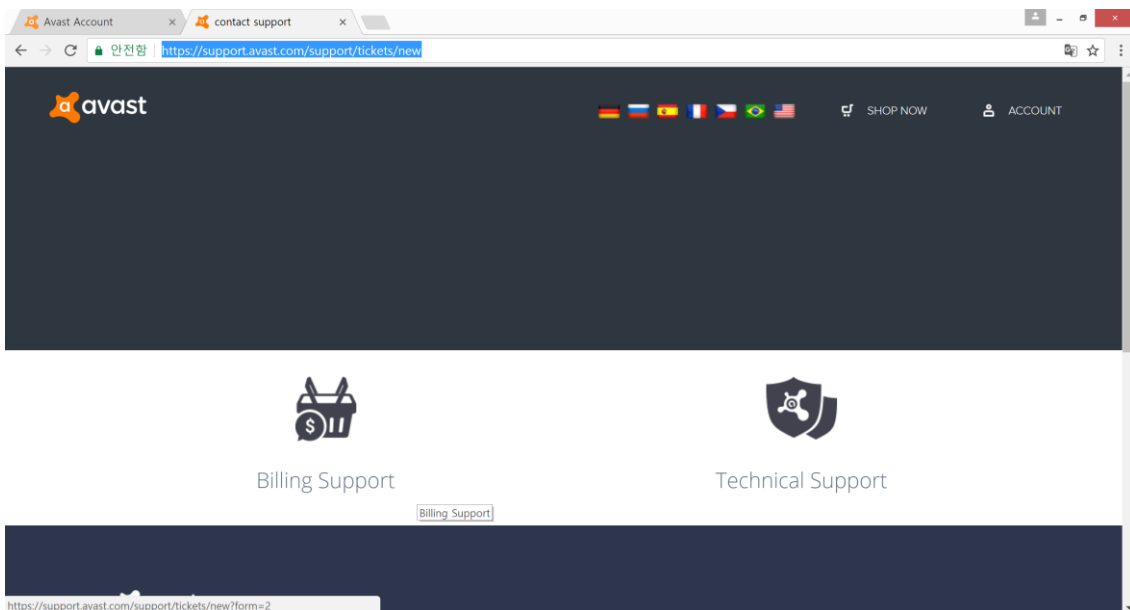 Avast Account
contact support
안전함
https://support.avast.com/support/tickets/new
avast
SHOP NOW
ACCOUNT
$
Billing Support
Technical Support
Billing Support
https://support.avast.com/support/tickets/new?form=2